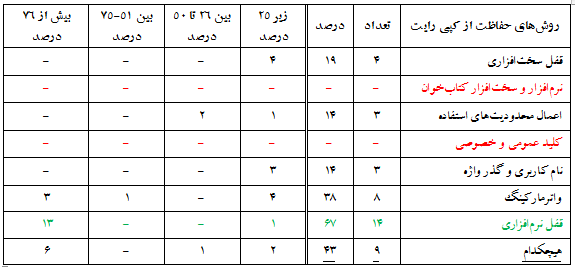 روش‌های حفاظت از کپی رایت تعداد درصد زیر ۲۵ درصد بین ۲۶ تا ۵۰ درصد بین ۵۱-۷۵ درصد بیش از ۷۶ درصد
قفل سخت‌افزاری ۴ ۱۹ ۴ - - -
نرم‌افزار و سخت‌افزار کتاب‌خوان - - - - - -
اعمال محدودیت‌های استفاده ۳ ۱۴ ۱ ۲ - -
کلید عمومی و خصوصی - - - - - -
نام کاربری و گذر واژه ۳ ۱۴ ۳ - - -
واترمارکینگ ۸ ۳۸ ۴ - ۱ ۳
قفل نرم‌افزاری ۱۴ ۶۷ ۱ - - ۱۳
هیچکدام ۹ ۴۳ ۲ ۱ - ۶